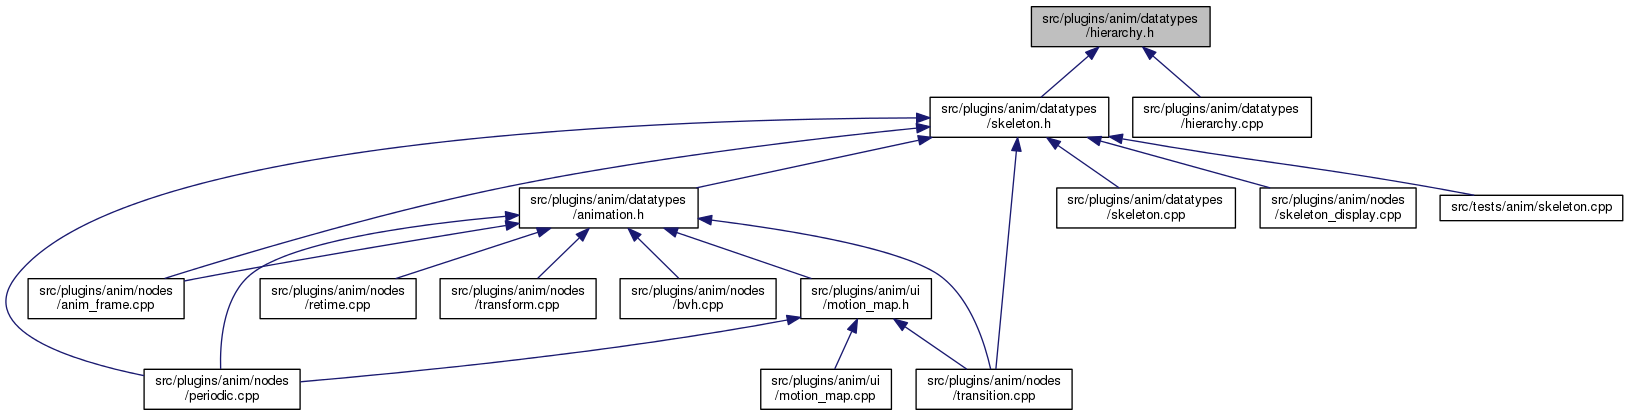 src/plugins/anim/datatypes
/hierarchy.h
src/plugins/anim/datatypes
/skeleton.h
src/plugins/anim/datatypes
/hierarchy.cpp
src/plugins/anim/datatypes
/animation.h
src/plugins/anim/datatypes
/skeleton.cpp
src/plugins/anim/nodes
/skeleton_display.cpp
src/tests/anim/skeleton.cpp
src/plugins/anim/nodes
/anim_frame.cpp
src/plugins/anim/nodes
/retime.cpp
src/plugins/anim/nodes
/transform.cpp
src/plugins/anim/nodes
/bvh.cpp
src/plugins/anim/ui
/motion_map.h
src/plugins/anim/nodes
/periodic.cpp
src/plugins/anim/ui
/motion_map.cpp
src/plugins/anim/nodes
/transition.cpp